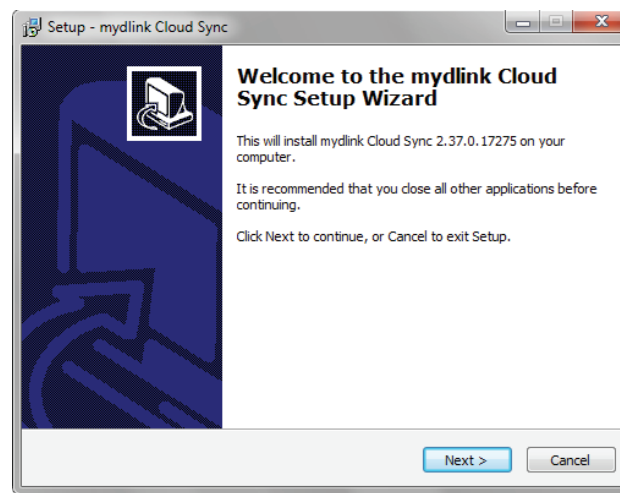 Setup - mydlink Cloud Sync
Welcome to the mydlink Cloud
Sync Setup Wizard
This will install mydlink Cloud Sync 2.37.0.17275 on your
computer.
It is recommended that you close all other applications before
continuing.
Click Next to continue, or Cancel to exit Setup.
Next >
Cancel